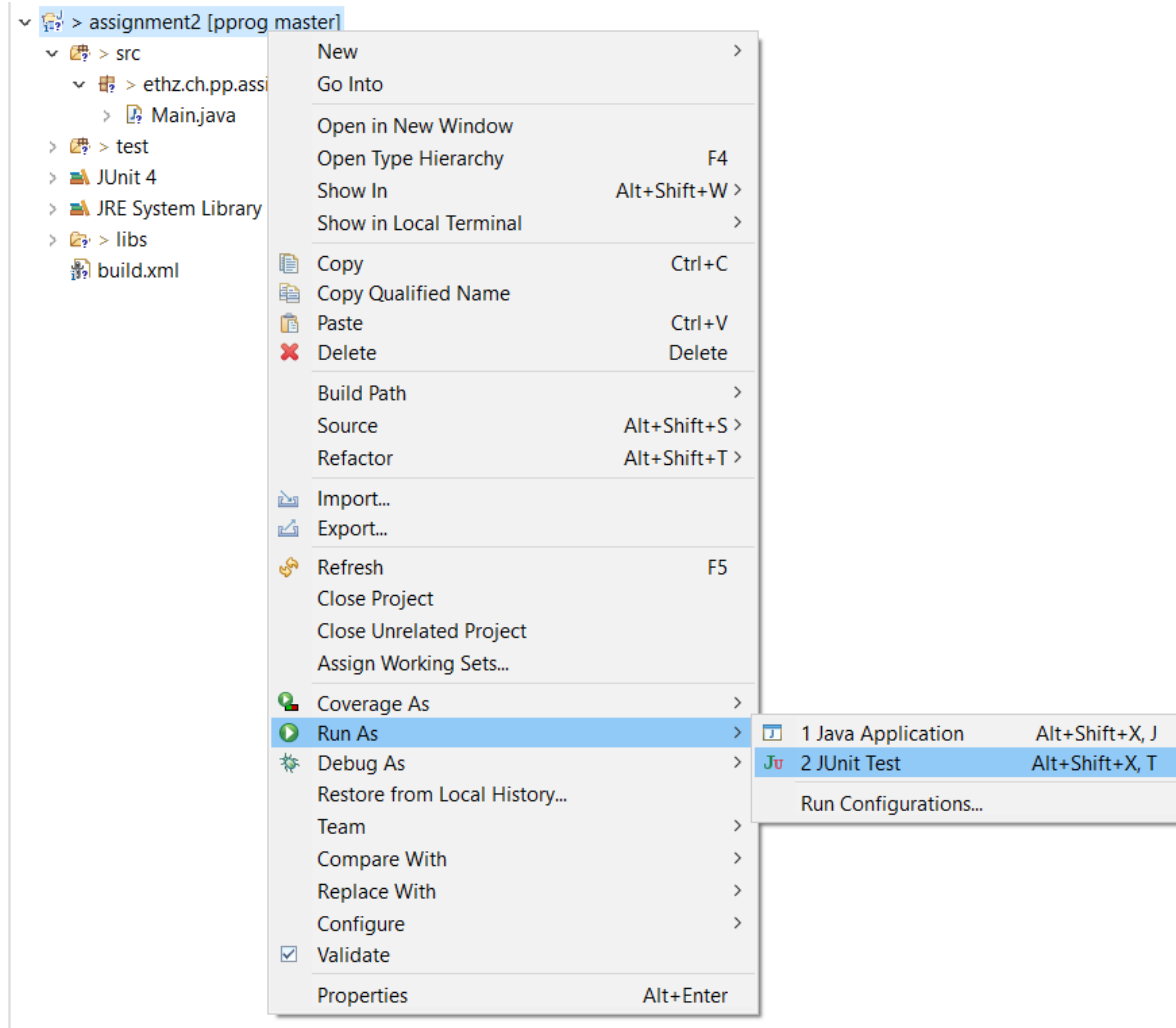 > assignment2 [pprog master]
> src
> ethz.ch.pp.assi
Main.java
> test
JUnit 4
JRE System Library
> libs
build.xml
New
Go Into
Open in New Window
Open Type Hierarchy F4
Show In Alt+Shift+W >
Show in Local Terminal
Copy Ctrl+C
Copy Qualified Name
Paste Ctrl+V
Delete Delete
Build Path
Source Alt+Shift+S >
Refactor Alt+Shift+T >
Import...
Export...
Refresh F5
Close Project
Close Unrelated Project
Assign Working Sets...
Coverage As
Run As
Debug As
Restore from Local History...
Team
Compare With
Replace With
Configure
Validate
Properties Alt+Enter
1 Java Application Alt+Shift+X, J
2 JUnit Test Alt+Shift+X, T
Run Configurations...